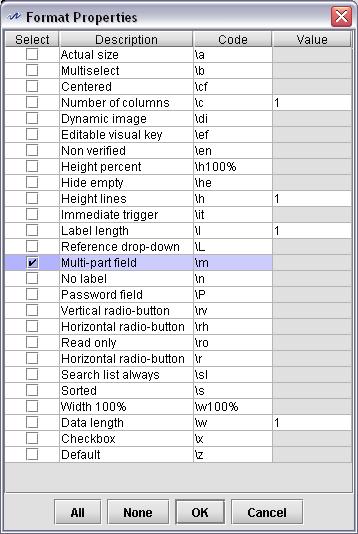 Format Properties
Select Description Code Value
Actual size \a
Multiselect \b
Centered \cf
Number of columns \c 1
Dynamic image \di
Editable visual key \ef
Non verified \en
Height percent \h100%
Hide empty \he
Height lines \h 1
Immediate trigger \it
Label length \l 1
Reference drop-down \L
Multi-part field \m
No label \n
Password field \P
Vertical radio-button \rv
Horizontal radio-button \rh
Read only \ro
Horizontal radio-button \r
Search list always \sl
Sorted \s
Width 100% \w100%
Data length \w 1
Checkbox \x
Default \z
All None OK Cancel